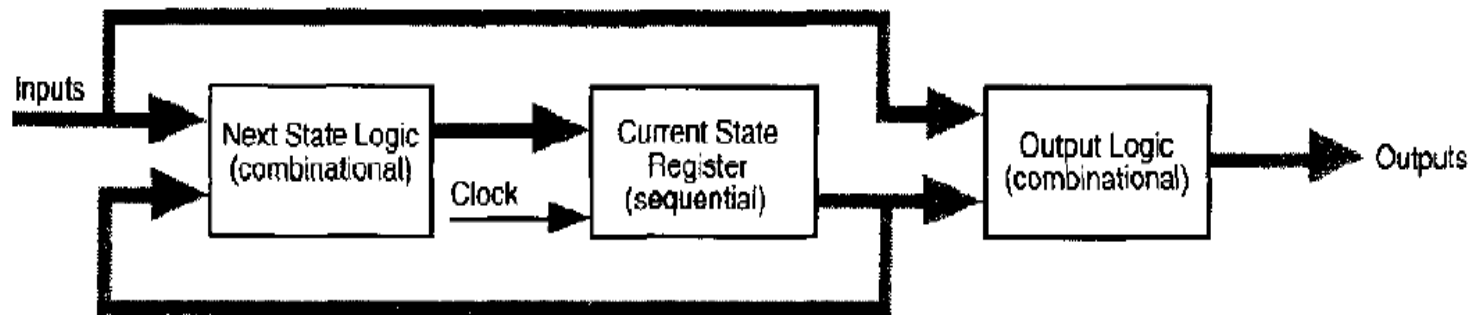 Inputs
Next State Logic
(combinational)
Clock
Current State
Register
(sequential)
Output Logic
(combinational)
Outputs